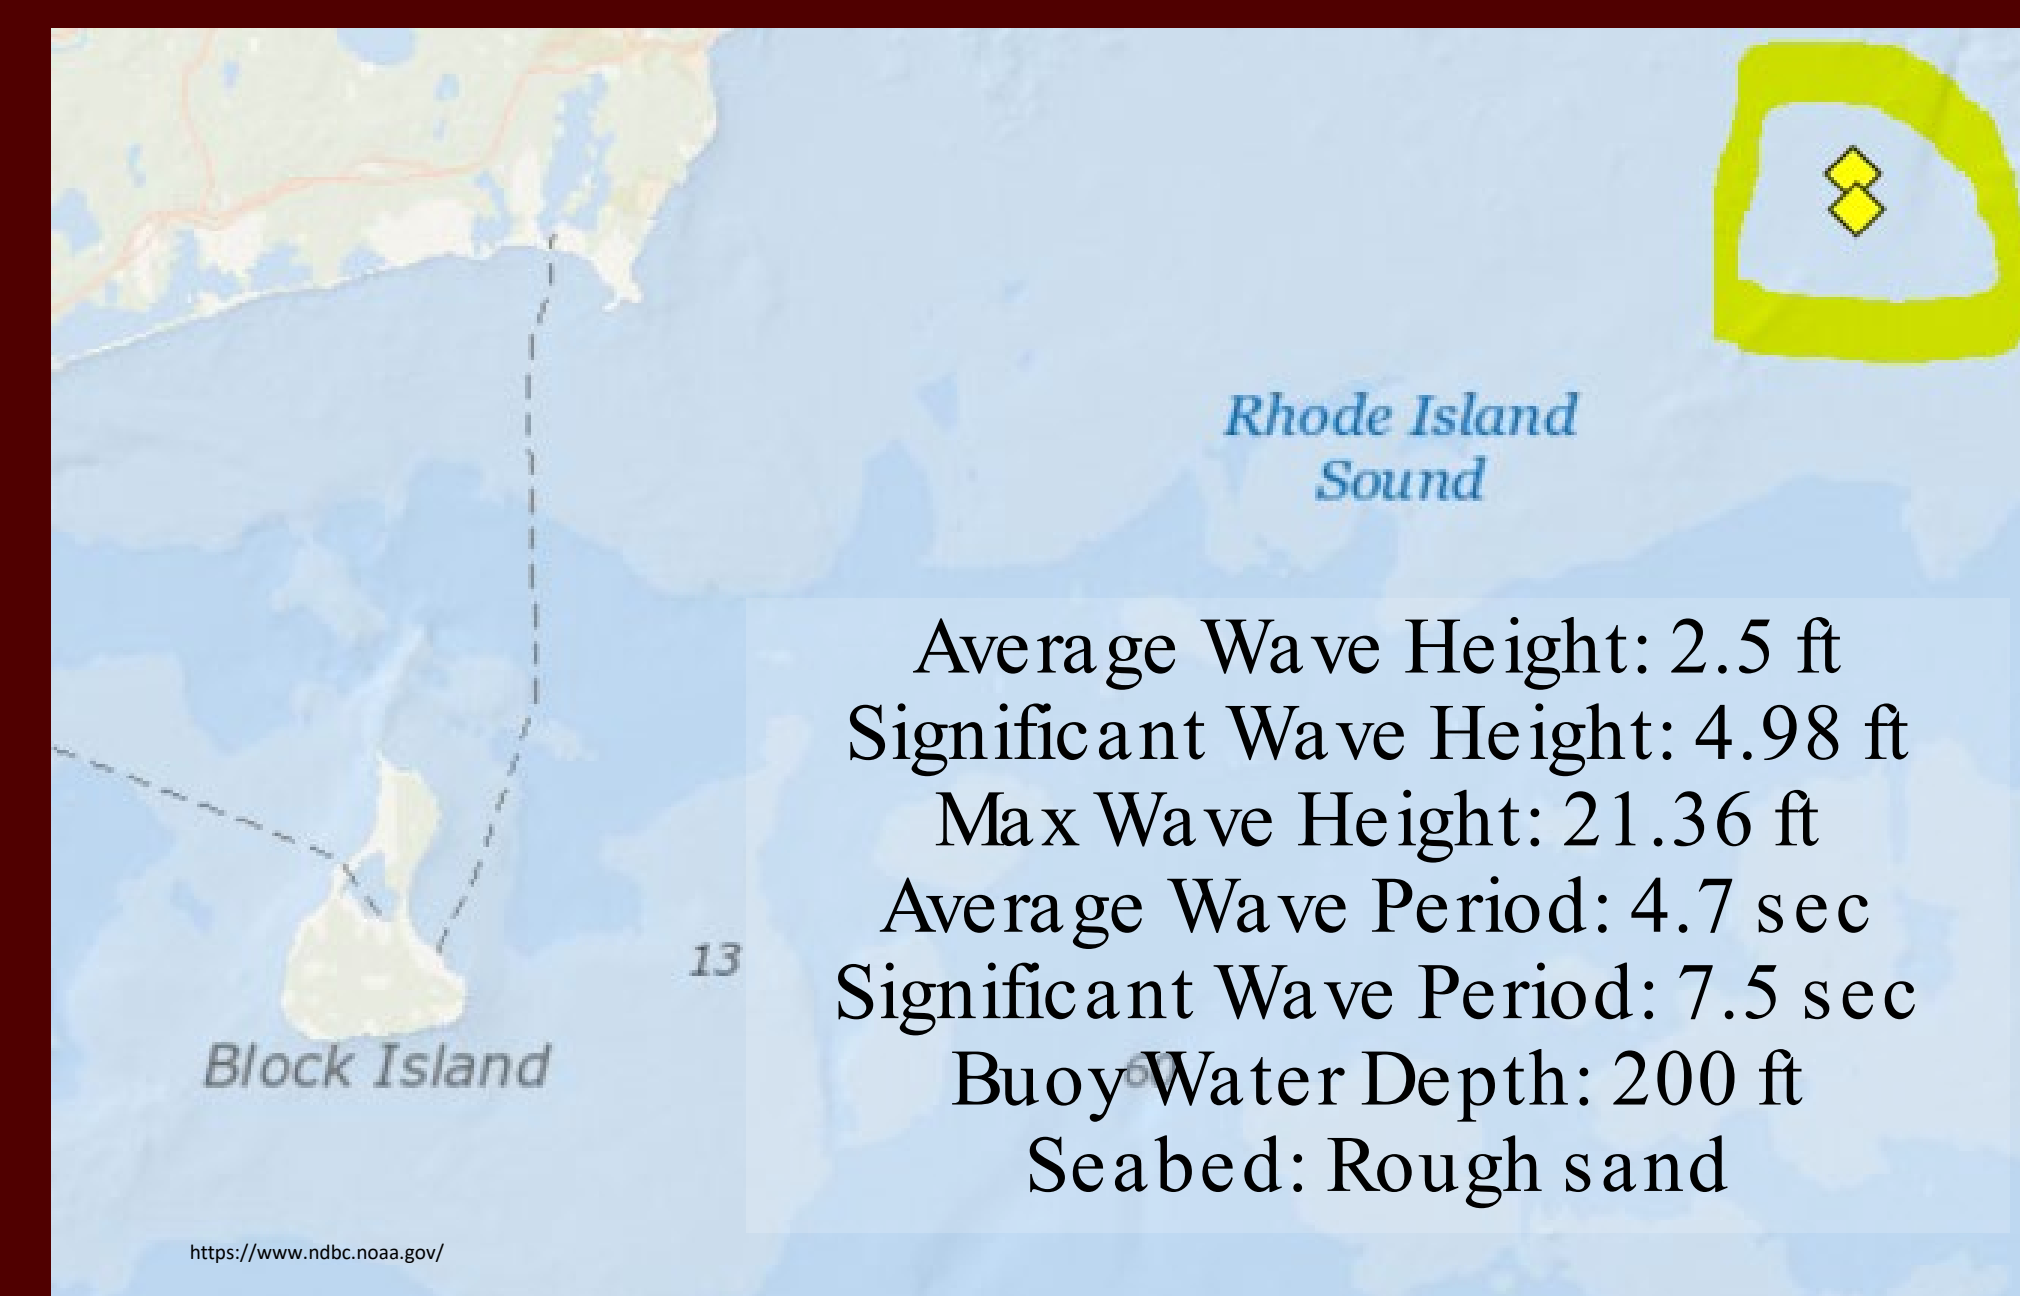 Rhode Island
Sound
Average Wave Height: 2.5 ft
Significant Wave Height: 4.98 ft
Max Wave Height: 21.36 ft
Average Wave Period: 4.7 sec
Significant Wave Period: 7.5 sec
13
Buoy Water Depth: 200 ft
60
Block Island
Seabed: Rough sand
https://www.ndbc.noaa.gov/